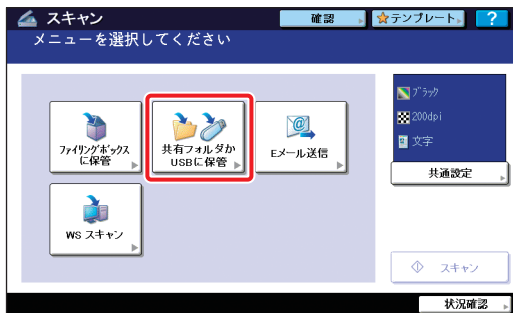 スキャン
確認
テンプレート
?
メニューを選択してください
ファイリングボックス
に保管
共有フォルダか
USBに保管
Eメール送信
WS スキャン
ブラック
200dpi
文字
共通設定
スキャン
状況確認